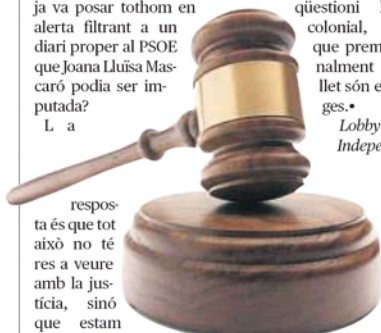 ja va posar tothom en
alerta filtrant a un
diari proper al PSOE
que Joana Lluïsa Mas-
caró podia ser im-
putada?
L a
respos-
ta és que tot
això no té
res a veure
amb la jus-
tícia, sinó
que estam
qüestioni
colonial,
que prem
nalment
llet són e
ges.•
Lobby
Indepe